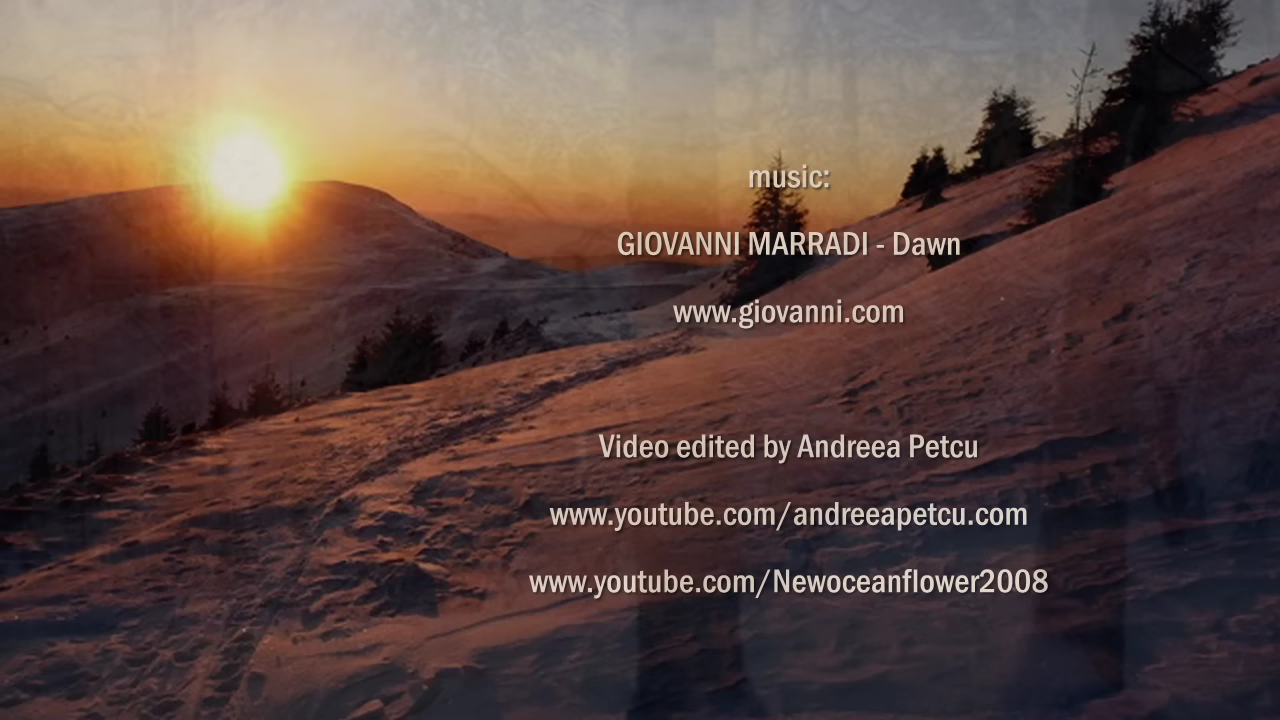 music:
GIOVANNI MARRADI - Dawn
www.giovanni.com
Video edited by Andreea Petcu
www.youtube.com/andreeapetcu.com
www.youtube.com/Newoceanflower2008